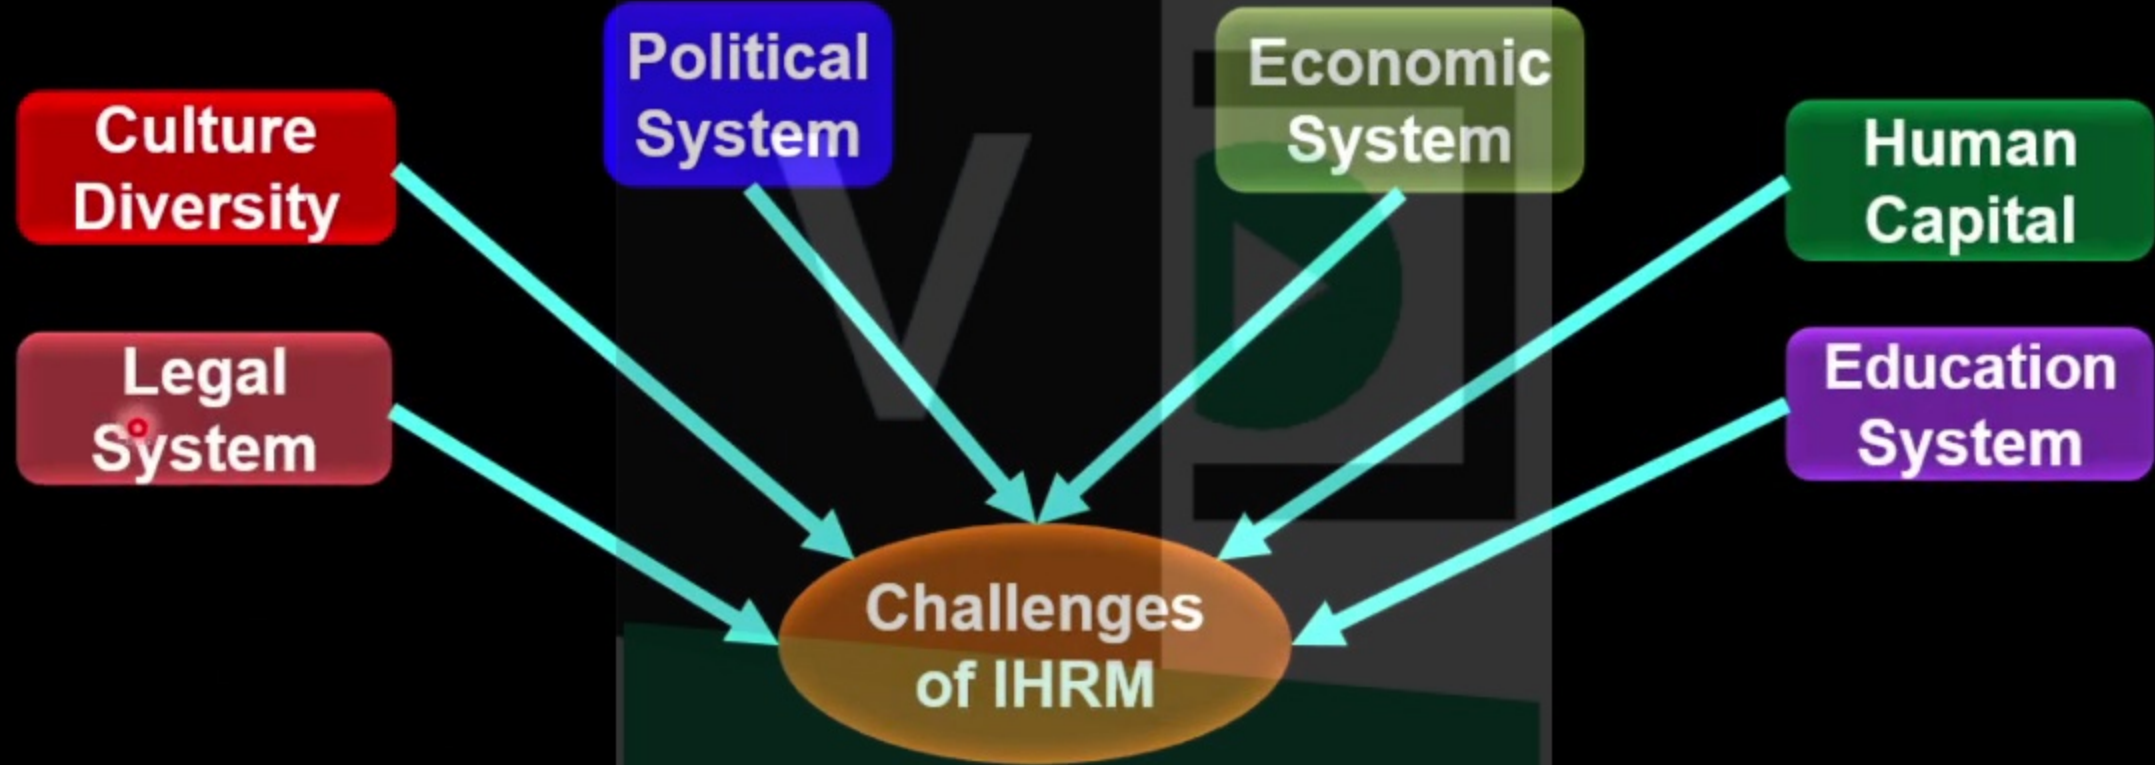 Culture
Diversity
Political
System
Economic
System
Human
Capital
Legal
System
Education
System
Challenges
of IHRM
V